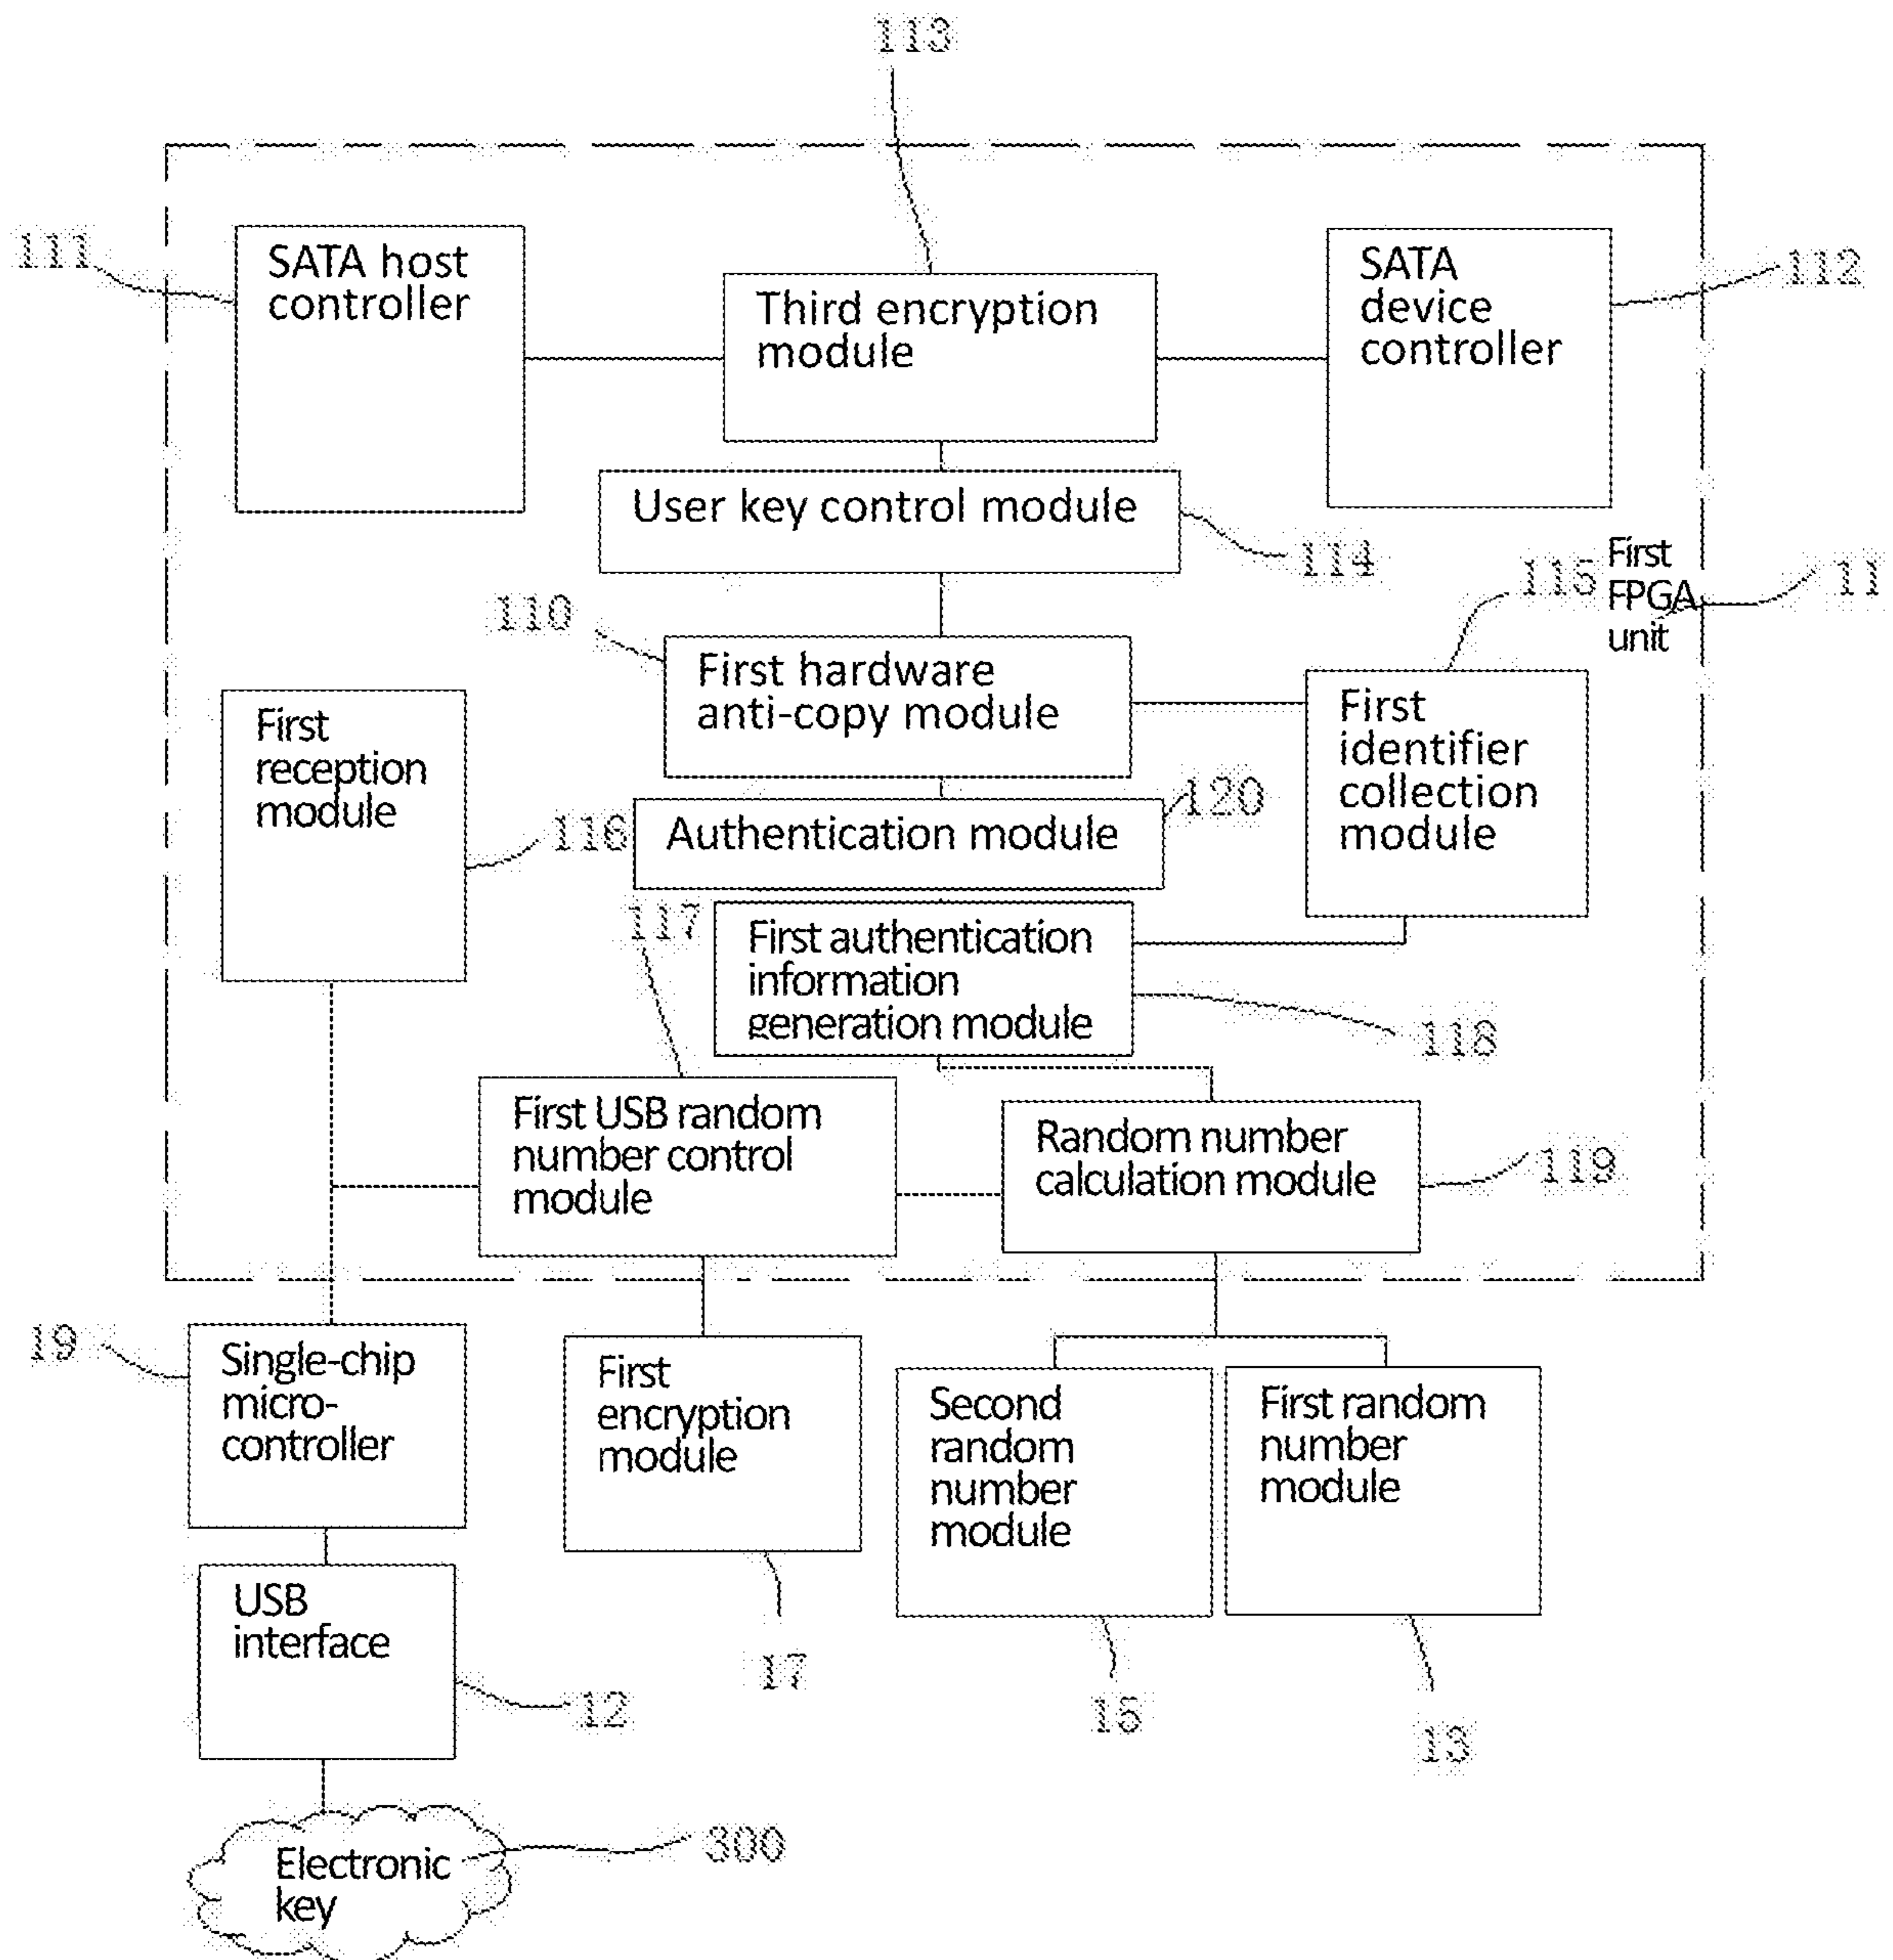 113
111
SATA host
controller
Third encryption
module
SATA
device
controller
112
User key control module
114
115
First
FPGA
unit
11
110
First hardware
anti-copy module
First
identifier
collection
module
First
reception
module
116
Authentication module
120
117
First authentication
information
generation module
118
First USB random
number control
module
Random number
calculation module
119
19
Single-chip
micro-
controller
First
encryption
module
Second
random
number
module
First random
number
module
USB
interface
12
17
13
300
Electronic
key